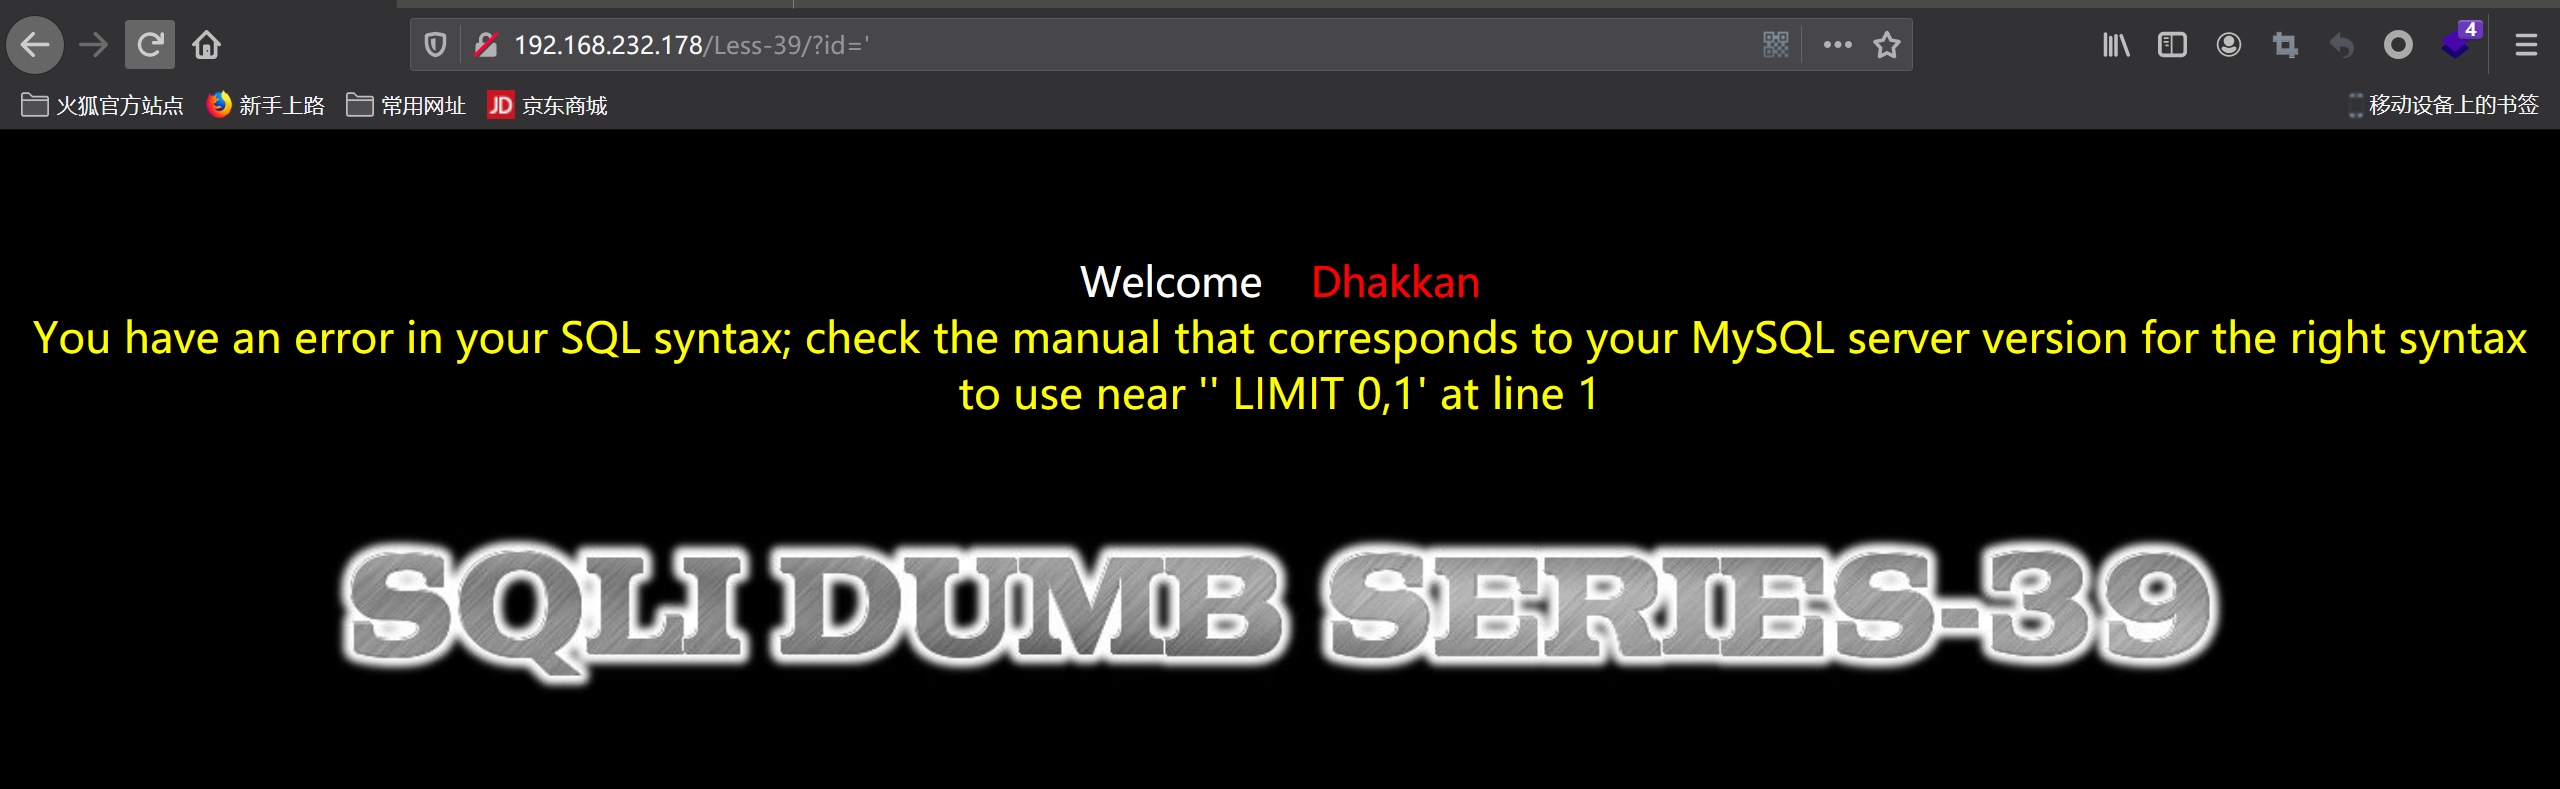 192.168.232.178/Less-39/?id='
4
火狐官方站点 新手上路 常用网址 JD 京东商城 移动设备上的书签
Welcome Dhakkan
You have an error in your SQL syntax; check the manual that corresponds to your MySQL server version for the right syntax
to use near '' LIMIT 0,1' at line 1
SQLI DUMB SERIES-39